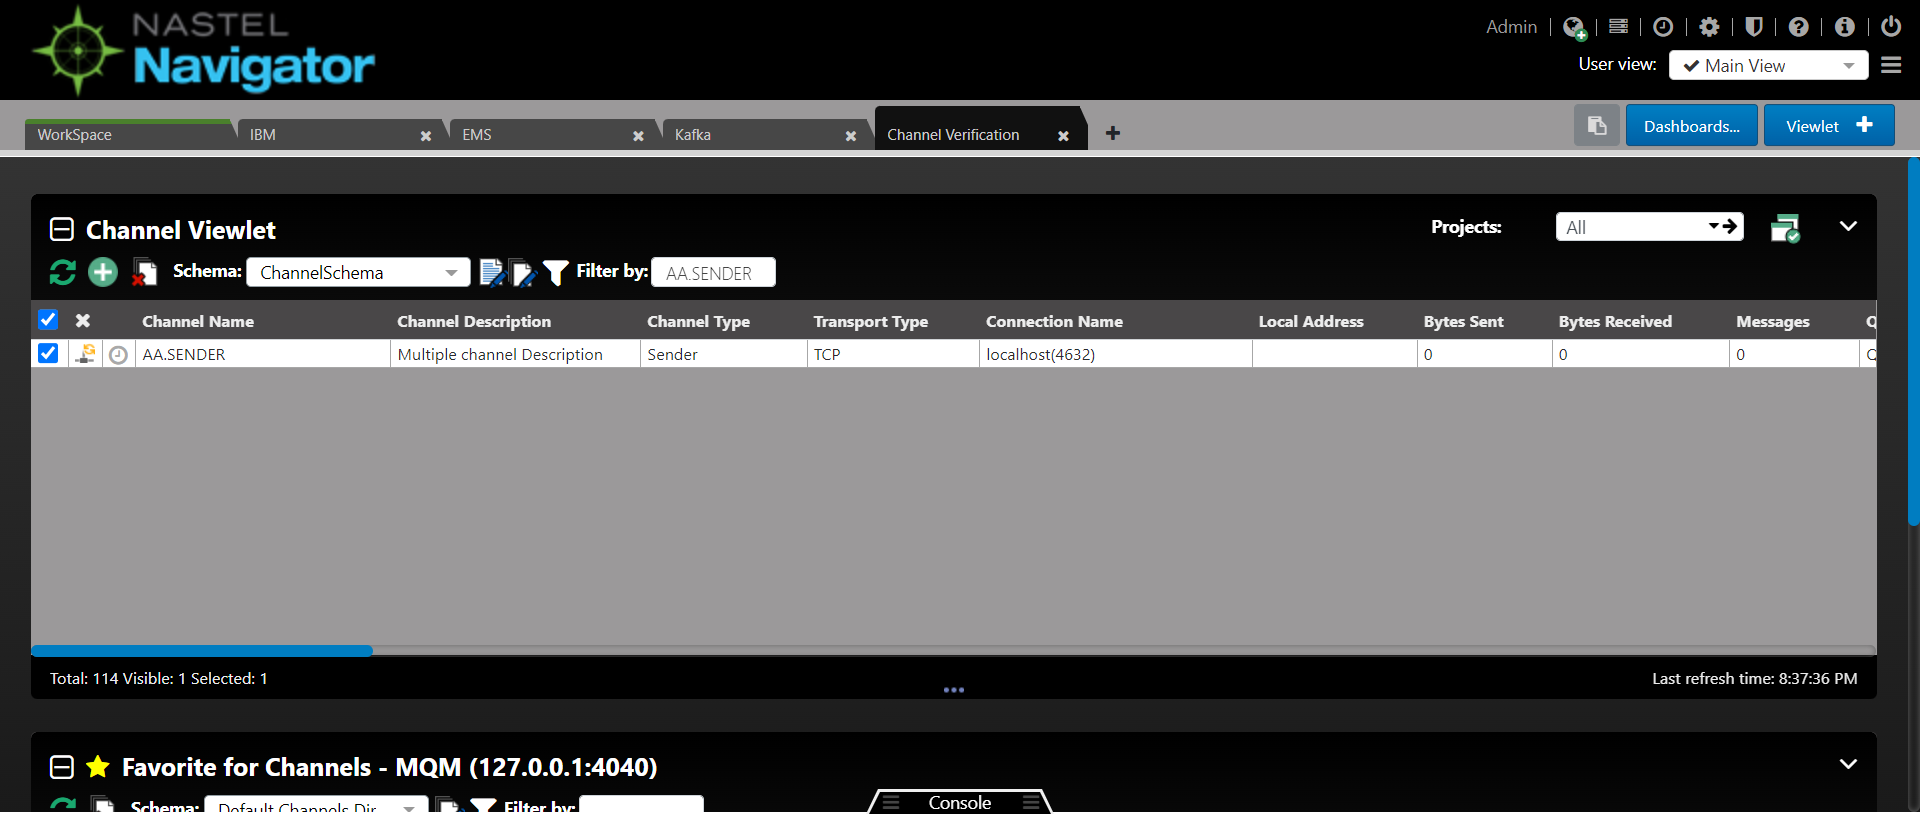 NASTEL
Navigator
Admin
User view: Main View
WorkSpace IBM EMS Kafka Channel Verification
Dashboards... Viewlet
Channel Viewlet
Projects: All
Schema: ChannelSchema Filter by: AA.SENDER
Channel Name Channel Description Channel Type Transport Type Connection Name Local Address Bytes Sent Bytes Received Messages Q
AA.SENDER Multiple channel Description Sender TCP localhost(4632) 0 0 0 Q
Total: 114 Visible: 1 Selected: 1
Last refresh time: 8:37:36 PM
Favorite for Channels - MQM (127.0.0.1:4040)
Schema: Default Channels Dir Filter by:
Console